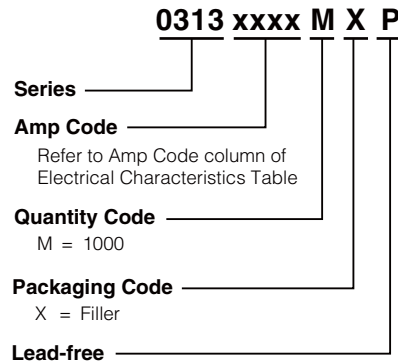 0313 xxxx M X P
Series
Amp Code
Refer to Amp Code column of
Electrical Characteristics Table
Quantity Code
M = 1000
Packaging Code
X = Filler
Lead-free